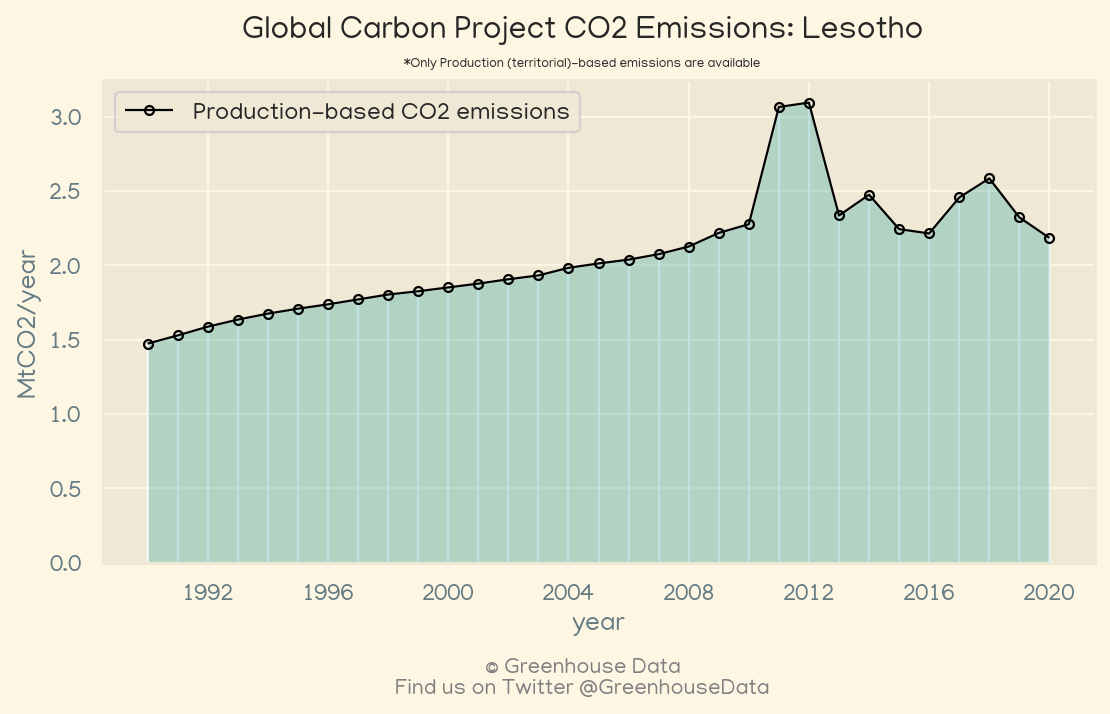 Global Carbon Project CO2 Emissions: Lesotho
*Only Production (territorial)-based emissions are available
Production-based CO2 emissions
3.0
2.5
2.0
1.5
1.0
0.5
0.0
MtCO2/year
1992 1996 2000 2004 2008 2012 2016 2020
year
© Greenhouse Data
Find us on Twitter @GreenhouseData